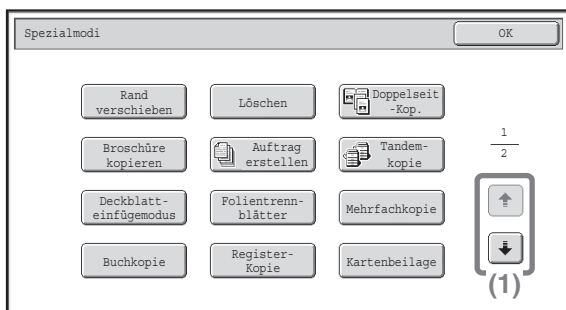 Spezialmodi
OK
Rand
verschieben
Löschen
Doppelseit
-Kop.
Broschüre
kopieren
Auftrag
erstellen
Tandem-
kopie
1
2
Deckblatt-
einfügemodus
Folientrenn-
blätter
Mehrfachkopie
Buchkopie
Register-
Kopie
Kartenbeilage
(1)